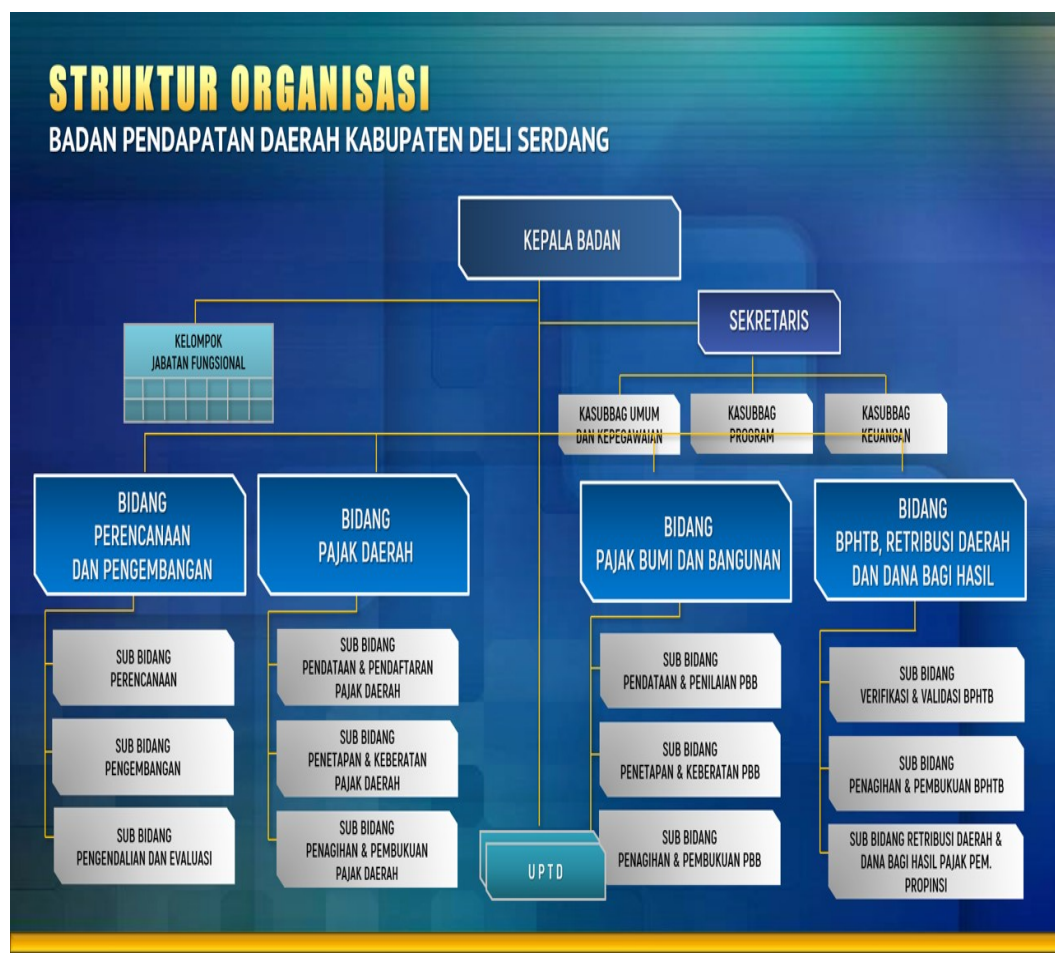 STRUKTUR ORGANISASI
BADAN PENDAPATAN DAERAH KABUPATEN DELI SERDANG
KEPALA BADAN
SEKRETARIS
KELOMPOK
JABATAN FUNGSIONAL
KASUBBAG UMUM
DAN KEPEGAWAIAN
KASUBBAG
PROGRAM
KASUBBAG
KEUANGAN
BIDANG
PERENCANAAN
DAN PENGEMBANGAN
BIDANG
PAJAK DAERAH
BIDANG
PAJAK BUMI DAN BANGUNAN
BIDANG
BPHTB, RETRIBUSI DAERAH
DAN DANA BAGI HASIL
SUB BIDANG
PERENCANAAN
SUB BIDANG
PENGEMBANGAN
SUB BIDANG
PENGENDALIAN DAN EVALUASI
SUB BIDANG
PENDATAAN & PENDAFTARAN
PAJAK DAERAH
SUB BIDANG
PENETAPAN & KEBERATAN
PAJAK DAERAH
SUB BIDANG
PENAGIHAN & PEMBUKUAN
PAJAK DAERAH
SUB BIDANG
PENDATAAN & PENILAIAN PBB
SUB BIDANG
PENETAPAN & KEBERATAN PBB
SUB BIDANG
PENAGIHAN & PEMBUKUAN PBB
SUB BIDANG
VERIFIKASI & VALIDASI BPHTB
SUB BIDANG
PENAGIHAN & PEMBUKUAN BPHTB
SUB BIDANG RETRIBUSI DAERAH &
DANA BAGI HASIL PAJAK PEM.
PROPINSI
UPTD